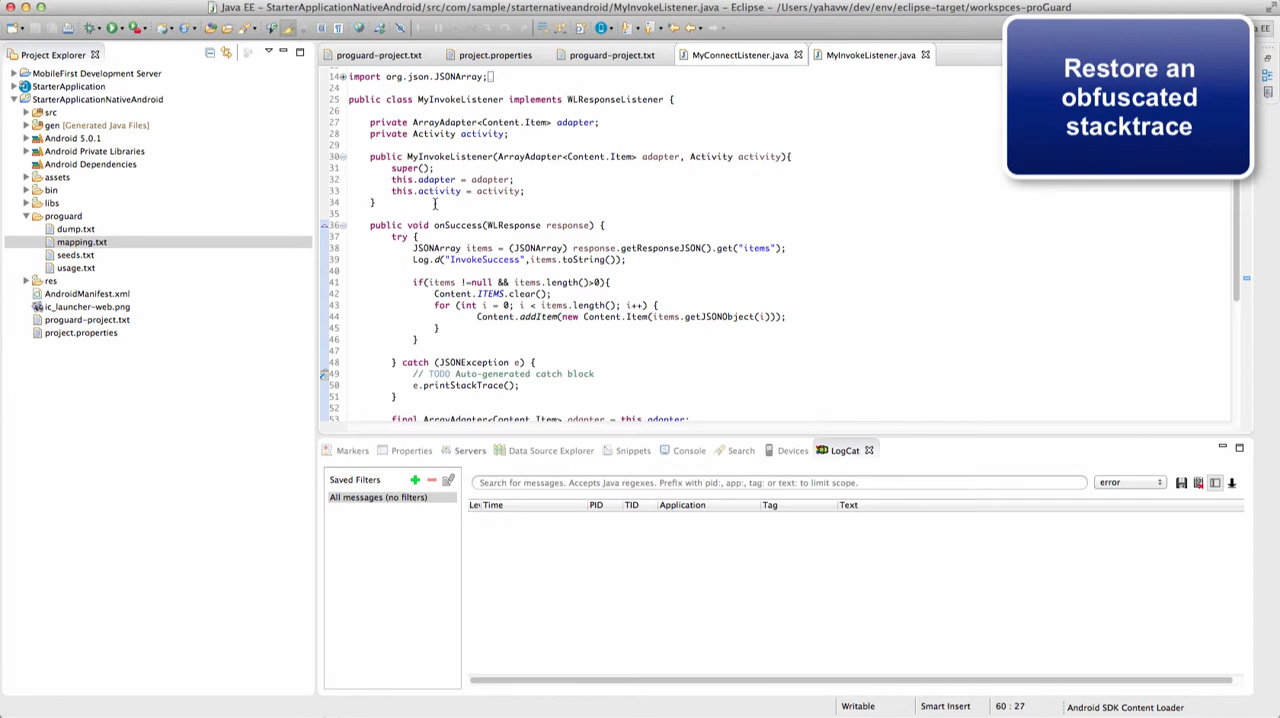 Java EE - StarterApplicationNativeAndroid/src/com/sample/starternativeandroid/MyInvokeListener.java - Eclipse - /Users/yahavw/dev/env/eclipse-target/workspces-proGuard
Project Explorer
MobileFirst Development Server
StarterApplication
StarterApplicationNativeAndroid
src
gen [Generated Java Files]
Android 5.0.1
Android Private Libraries
Android Dependencies
assets
bin
libs
proguard
dump.txt
mapping.txt
seeds.txt
usage.txt
res
AndroidManifest.xml
ic_launcher-web.png
proguard-project.txt
project.properties
proguard-project.txt project.properties proguard-project.txt MyConnectListener.java MyInvokeListener.java
14 import org.json.JSONArray;
24
25 public class MyInvokeListener implements WLResponseListener {
26
27 private ArrayAdapter<Content.Item> adapter;
28 private Activity activity;
29
30 public MyInvokeListener(ArrayAdapter<Content.Item> adapter, Activity activity){
31 super();
32 this.adapter = adapter;
33 this.activity = activity;
34 }
35
36 public void onSuccess(WLResponse response) {
37 try {
38 JSONArray items = (JSONArray) response.getResponseJSON().get("items");
39 Log.d("InvokeSuccess",items.toString());
40
41 if(items !=null && items.length()>0){
42 Content.ITEMS.clear();
43 for (int i = 0; i < items.length(); i++) {
44 Content.addItem(new Content.Item(items.getJSONObject(i)));
45 }
46 }
47
48 } catch (JSONException e) {
49 // TODO Auto-generated catch block
50 e.printStackTrace();
51 }
52
53 final ArrayAdapter<Content.Item> adapter = this.adapter;
Restore an
obfuscated
stacktrace
EE
Markers Properties Servers Data Source Explorer Snippets Console Search Devices LogCat
Saved Filters
All messages (no filters)
Search for messages. Accepts Java regexes. Prefix with pid:, app:, tag: or text: to limit scope.
error
Le Time PID TID Application Tag Text
Writable Smart Insert 60 : 27 Android SDK Content Loader